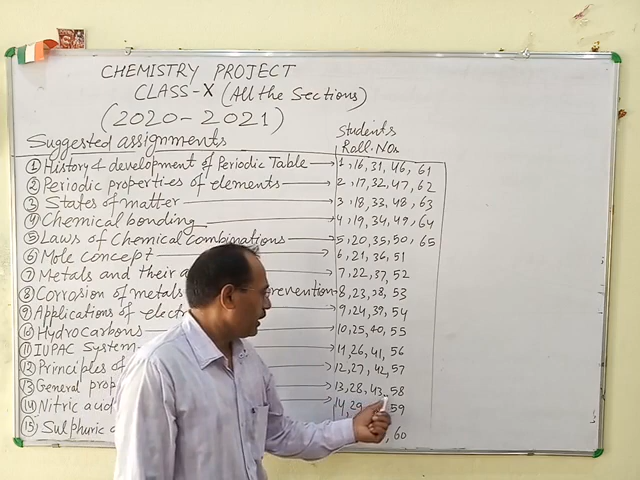 CHEMISTRY PROJECT
CLASS-X (All the Sections)
(2020-2021)
Suggested assignments Students Roll. Nos
1 History & development of Periodic Table 1, 16, 31, 46, 61
2 Periodic properties of elements 2, 17, 32, 47, 62
3 States of matter 3, 18, 33, 48, 63
4 Chemical bonding 4, 19, 34, 49, 64
5 Laws of Chemical combinations 5, 20, 35, 50, 65
6 Mole concept 6, 21, 36, 51
7 Metals and their 7, 22, 37, 52
8 Corrosion of metals prevention 8, 23, 38, 53
9 Applications of 9, 24, 39, 54
10 Hydrocarbons 10, 25, 40, 55
11 IUPAC System 11, 26, 41, 56
12 Principles of 12, 27, 42, 57
13 General 13, 28, 43, 58
14 Nitric 14, 29 59
15 Sulphuric 60